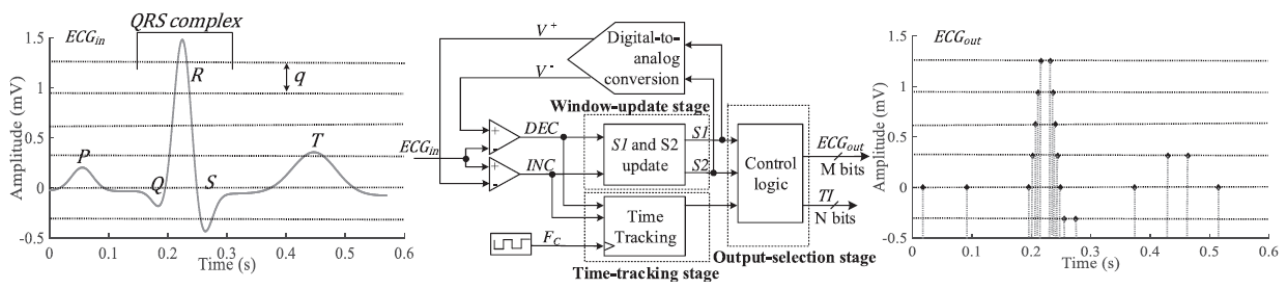 QRS complex
ECGin
1.5
1
0.5
0
-0.5
Amplitude (mV)
P
Q
R
S
T
q
0
0.1
0.2
0.3
0.4
0.5
0.6
Time (s)
V+
V-
Digital-to-
analog
conversion
Window-update stage
ECGin
+
-
+
-
DEC
INC
S1 and S2
update
S1
S2
Control
logic
ECGout
M bits
TI
N bits
Time
Tracking
FC
Time-tracking stage
Output-selection stage
ECGout
1.5
1
0.5
0
-0.5
Amplitude (mV)
0
0.1
0.2
0.3
0.4
0.5
0.6
Time (s)